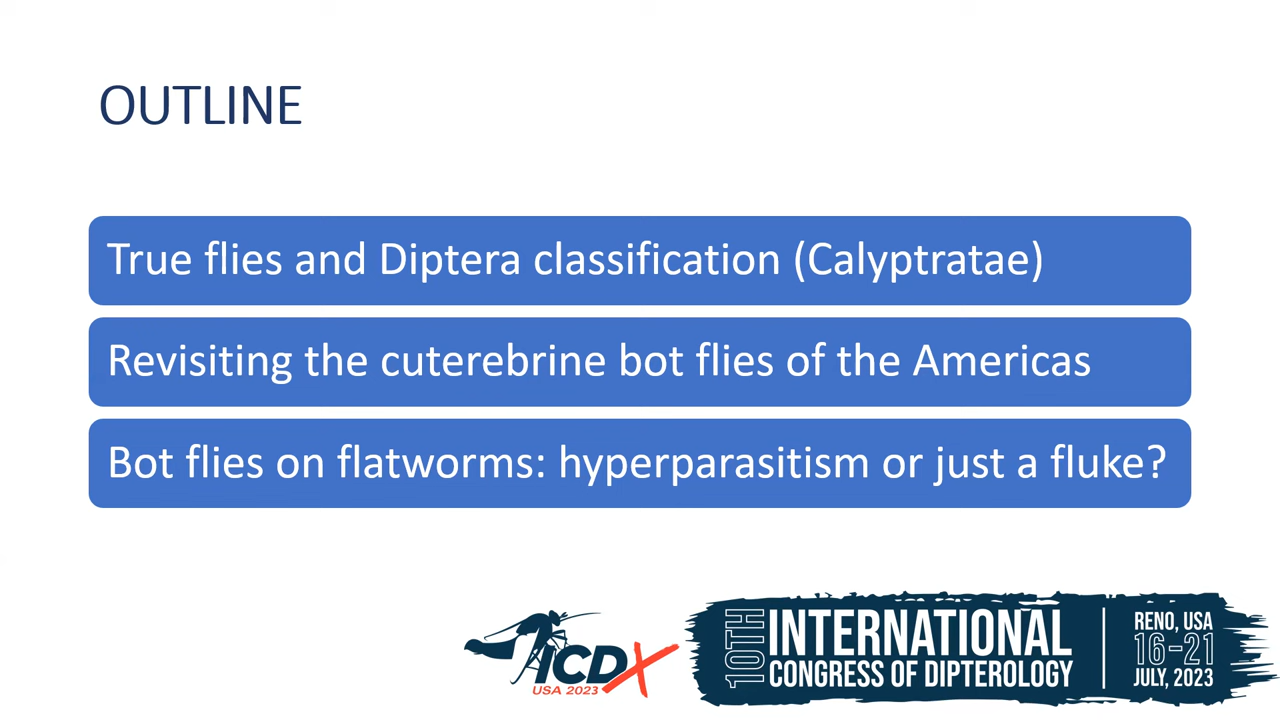 OUTLINE
True flies and Diptera classification (Calyptratae)
Revisiting the cuterebrine bot flies of the Americas
Bot flies on flatworms: hyperparasitism or just a fluke?
ICDX
USA 2023
10TH
INTERNATIONAL
CONGRESS OF DIPTEROLOGY
RENO, USA
16-21
JULY, 2023